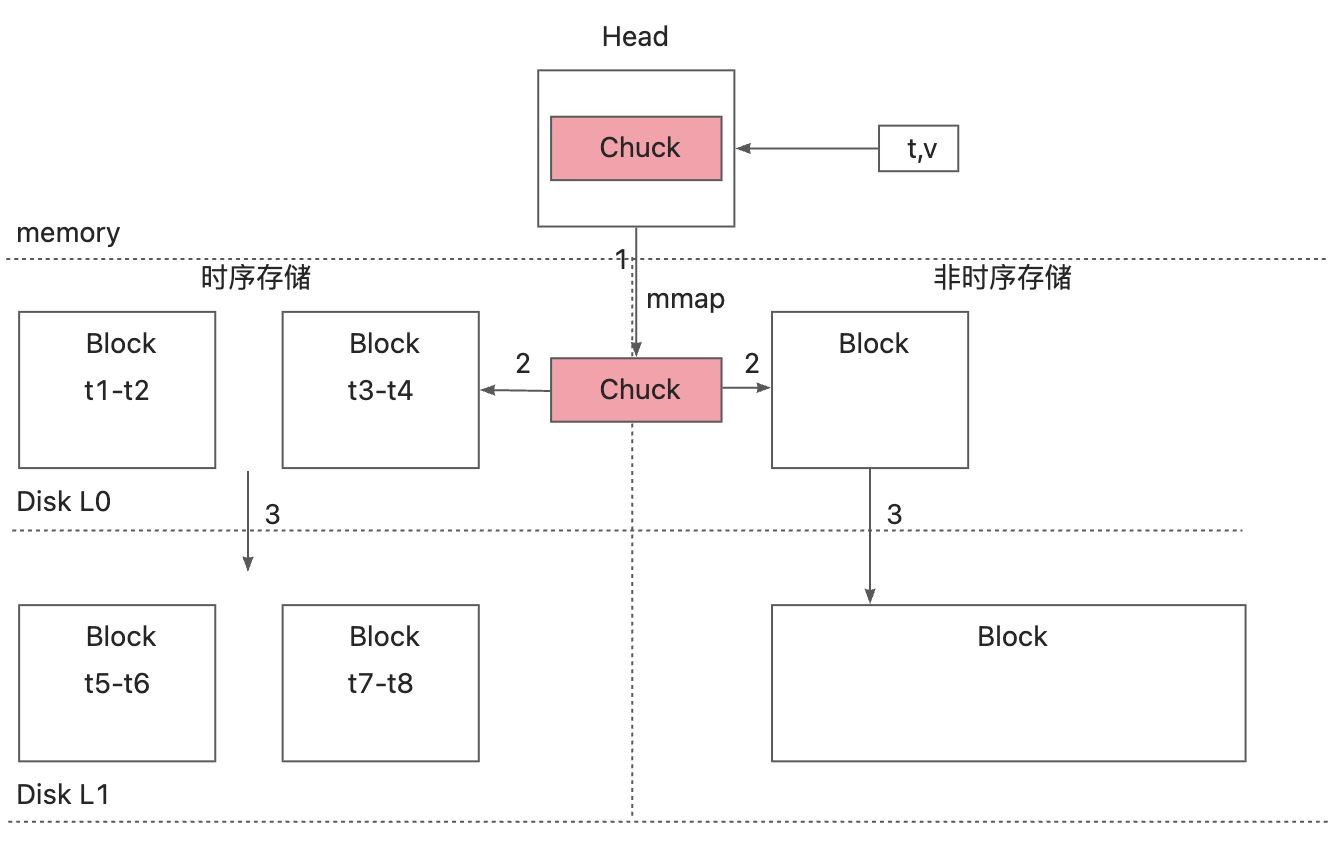 Head
Chuck
t,v
memory
1
时序存储
非时序存储
mmap
Block
t1-t2
Block
t3-t4
2
Chuck
2
Block
Disk L0
3
3
Block
t5-t6
Block
t7-t8
Block
Disk L1